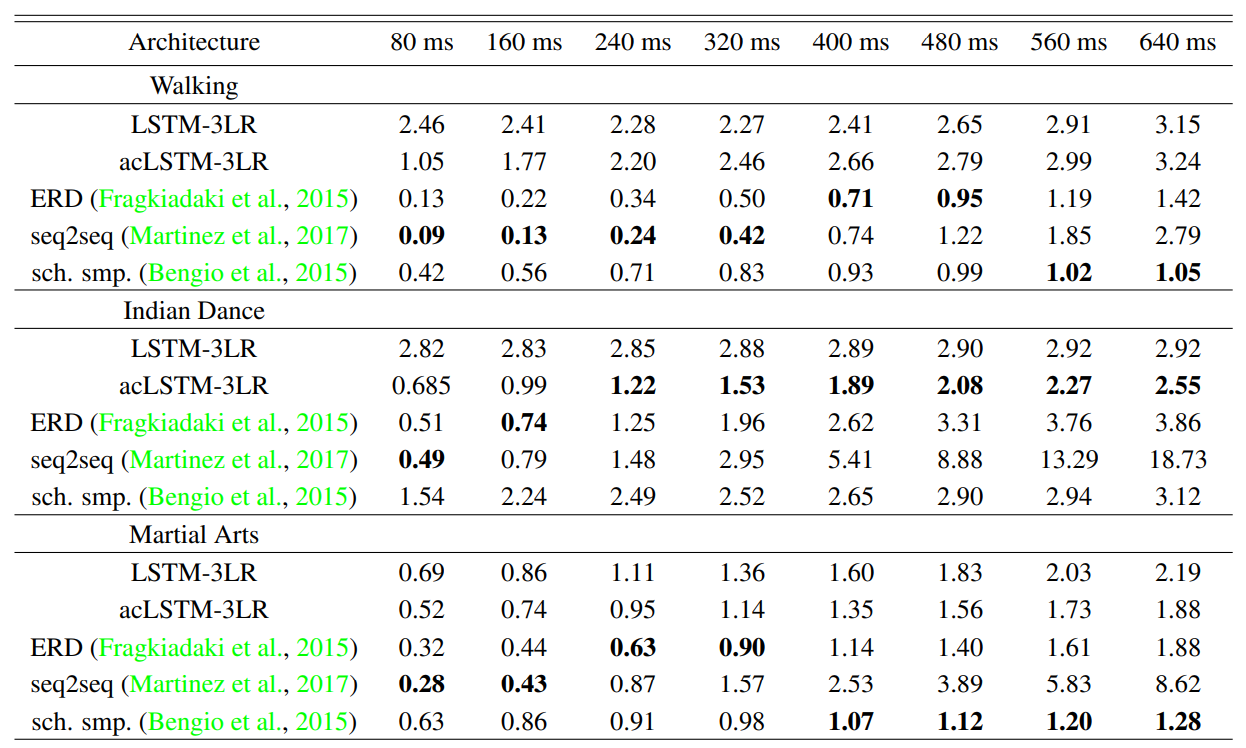 Architecture 80 ms 160 ms 240 ms 320 ms 400 ms 480 ms 560 ms 640 ms
Walking
LSTM-3LR 2.46 2.41 2.28 2.27 2.41 2.65 2.91 3.15
acLSTM-3LR 1.05 1.77 2.20 2.46 2.66 2.79 2.99 3.24
ERD (Fragkiadaki et al., 2015) 0.13 0.22 0.34 0.50 0.71 0.95 1.19 1.42
seq2seq (Martinez et al., 2017) 0.09 0.13 0.24 0.42 0.74 1.22 1.85 2.79
sch. smp. (Bengio et al., 2015) 0.42 0.56 0.71 0.83 0.93 0.99 1.02 1.05
Indian Dance
LSTM-3LR 2.82 2.83 2.85 2.88 2.89 2.90 2.92 2.92
acLSTM-3LR 0.685 0.99 1.22 1.53 1.89 2.08 2.27 2.55
ERD (Fragkiadaki et al., 2015) 0.51 0.74 1.25 1.96 2.62 3.31 3.76 3.86
seq2seq (Martinez et al., 2017) 0.49 0.79 1.48 2.95 5.41 8.88 13.29 18.73
sch. smp. (Bengio et al., 2015) 1.54 2.24 2.49 2.52 2.65 2.90 2.94 3.12
Martial Arts
LSTM-3LR 0.69 0.86 1.11 1.36 1.60 1.83 2.03 2.19
acLSTM-3LR 0.52 0.74 0.95 1.14 1.35 1.56 1.73 1.88
ERD (Fragkiadaki et al., 2015) 0.32 0.44 0.63 0.90 1.14 1.40 1.61 1.88
seq2seq (Martinez et al., 2017) 0.28 0.43 0.87 1.57 2.53 3.89 5.83 8.62
sch. smp. (Bengio et al., 2015) 0.63 0.86 0.91 0.98 1.07 1.12 1.20 1.28